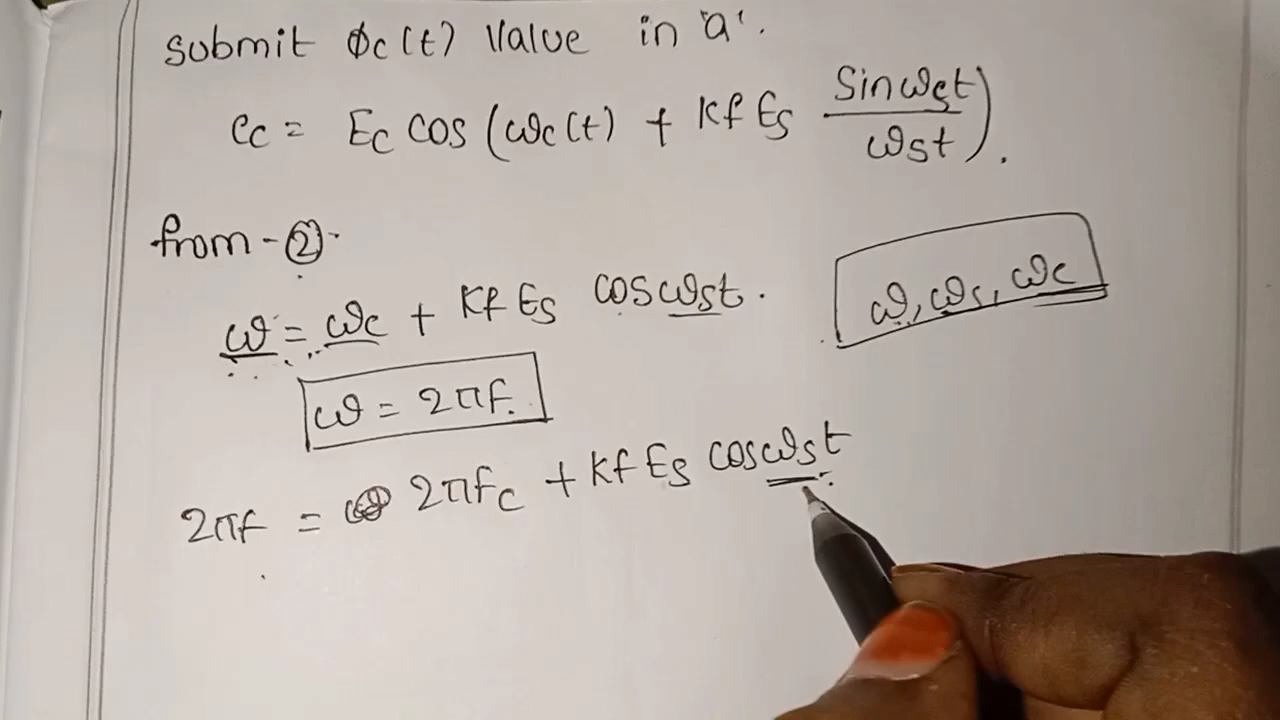 Submit ϕc(t) Value in 'a'.
ec = Ec cos (ωc(t) + Kf Es Sinωst / ωst).
from - ②.
ω = ωc + Kf Es cosωst.
ω, ωs, ωc
ω = 2πf.
2πf = 2πfc + Kf Es cosωst